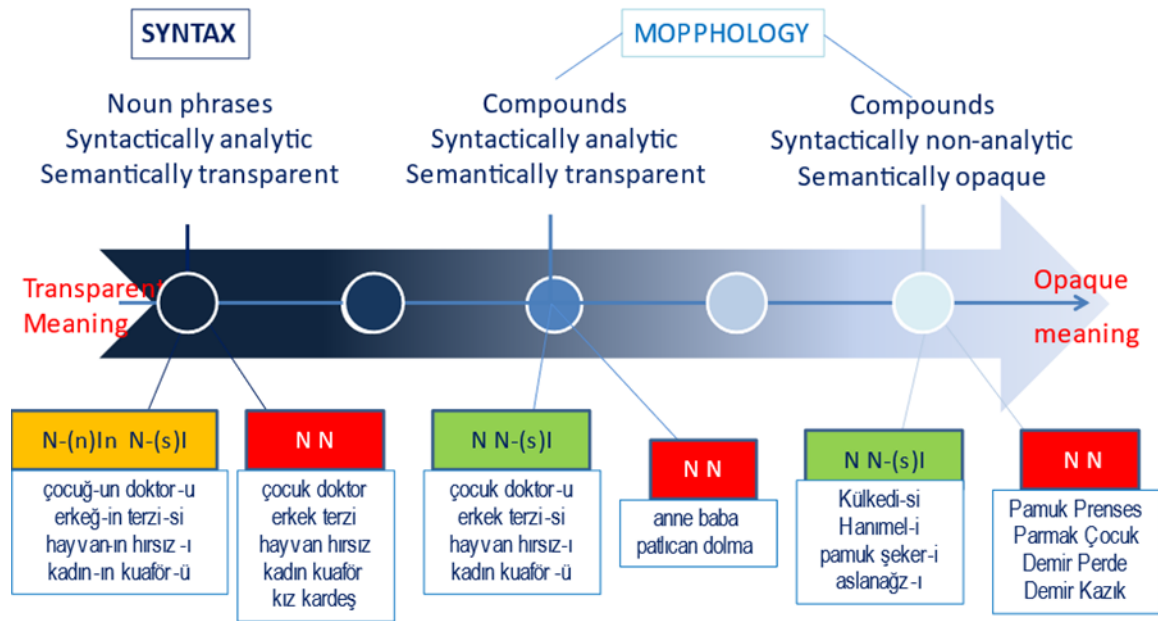 SYNTAX
MOPPHOLOGY
Noun phrases
Syntactically analytic
Semantically transparent
Compounds
Syntactically analytic
Semantically transparent
Compounds
Syntactically non-analytic
Semantically opaque
Transparent
Meaning
Opaque
meaning
N-(n)In N-(s)I
çocuğ-un doktor-u
erkeğ-in terzi-si
hayvan-ın hırsız-ı
kadın-ın kuaför-ü
N N
çocuk doktor
erkek terzi
hayvan hırsız
kadın kuaför
kız kardeş
N N-(s)I
çocuk doktor-u
erkek terzi-si
hayvan hırsız-ı
kadın kuaför-ü
N N
anne baba
patlıcan dolma
N N-(s)I
Külkedi-si
Hanımel-i
pamuk şeker-i
aslanağz-ı
N N
Pamuk Prenses
Parmak Çocuk
Demir Perde
Demir Kazık